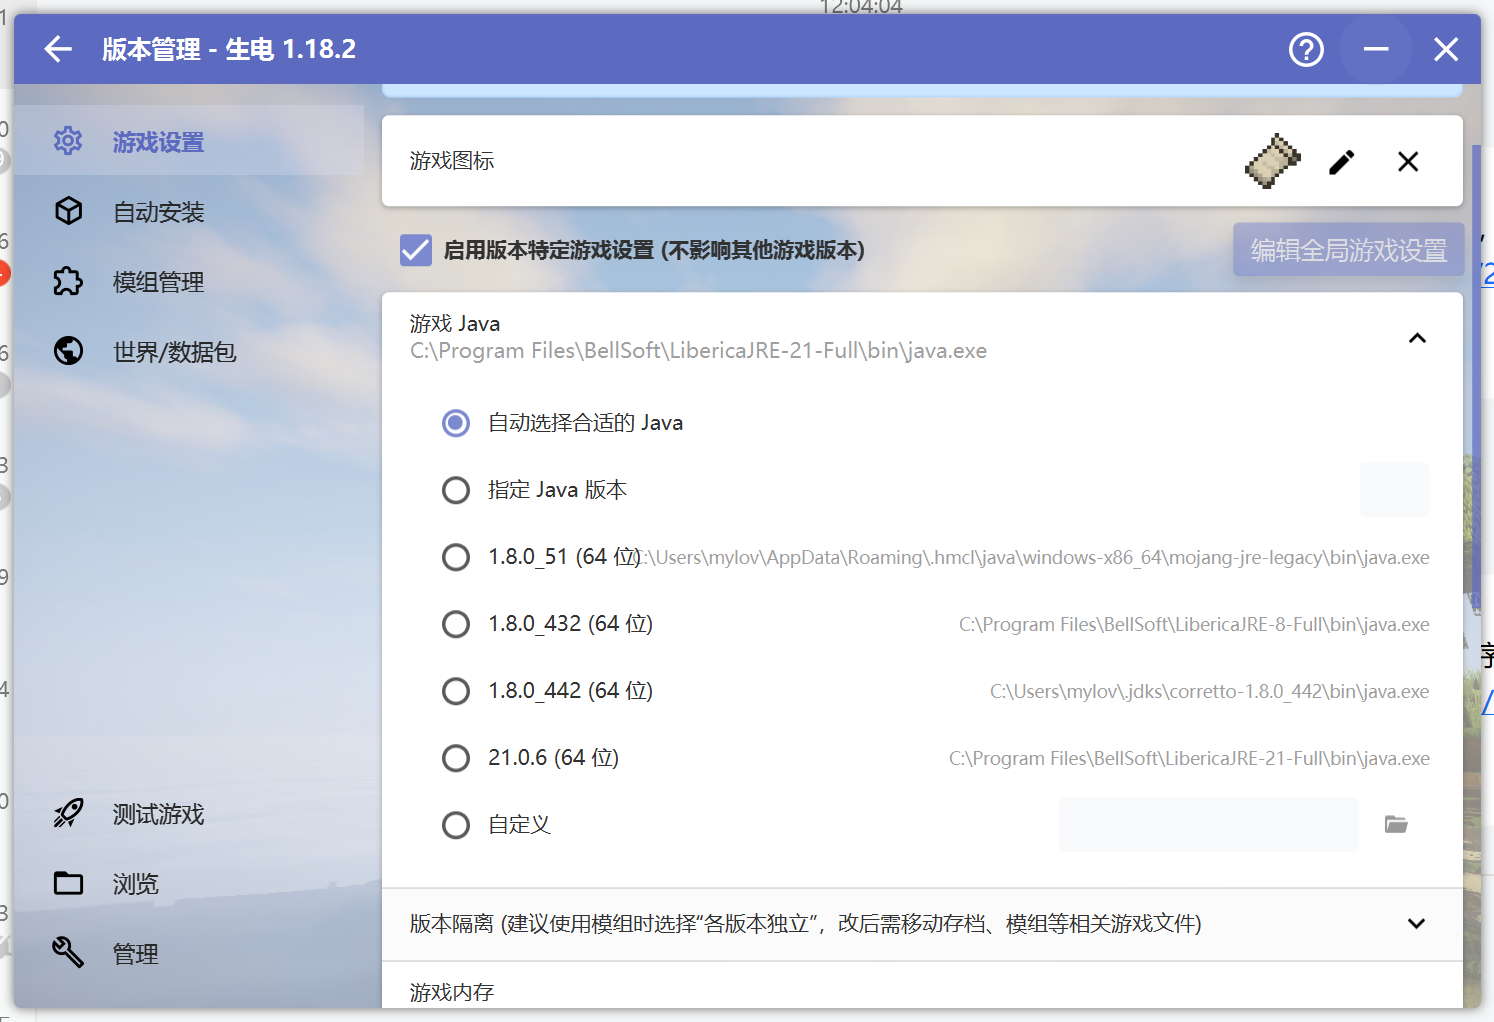 12:04:04
版本管理 - 生电 1.18.2
游戏设置
自动安装
模组管理
世界/数据包
测试游戏
浏览
管理
游戏图标
启用版本特定游戏设置 (不影响其他游戏版本)
编辑全局游戏设置
游戏 Java
C:\Program Files\BellSoft\LibericaJRE-21-Full\bin\java.exe
自动选择合适的 Java
指定 Java 版本
1.8.0_51 (64 位) C:\Users\mylov\AppData\Roaming\.hmcl\java\windows-x86_64\mojang-jre-legacy\bin\java.exe
1.8.0_432 (64 位) C:\Program Files\BellSoft\LibericaJRE-8-Full\bin\java.exe
1.8.0_442 (64 位) C:\Users\mylov\.jdks\corretto-1.8.0_442\bin\java.exe
21.0.6 (64 位) C:\Program Files\BellSoft\LibericaJRE-21-Full\bin\java.exe
自定义
版本隔离 (建议使用模组时选择“各版本独立”，改后需移动存档、模组等相关游戏文件)
游戏内存